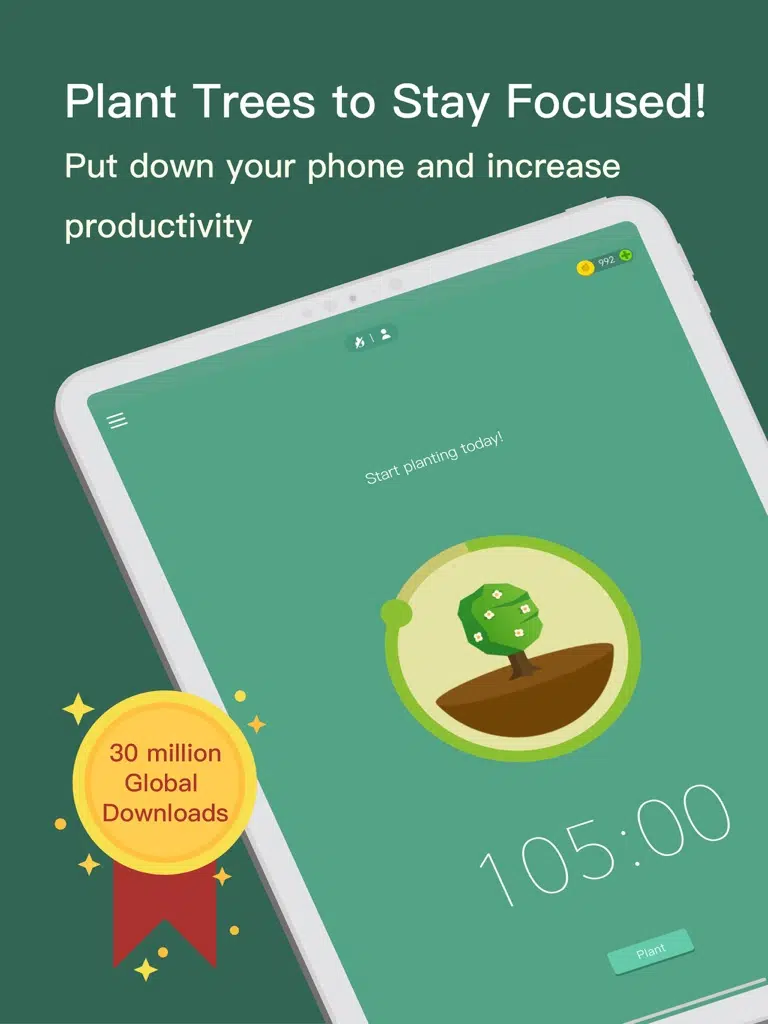 Plant Trees to Stay Focused!
Put down your phone and increase
productivity
992
Start planting today!
30 million
Global
Downloads
105:00
Plant